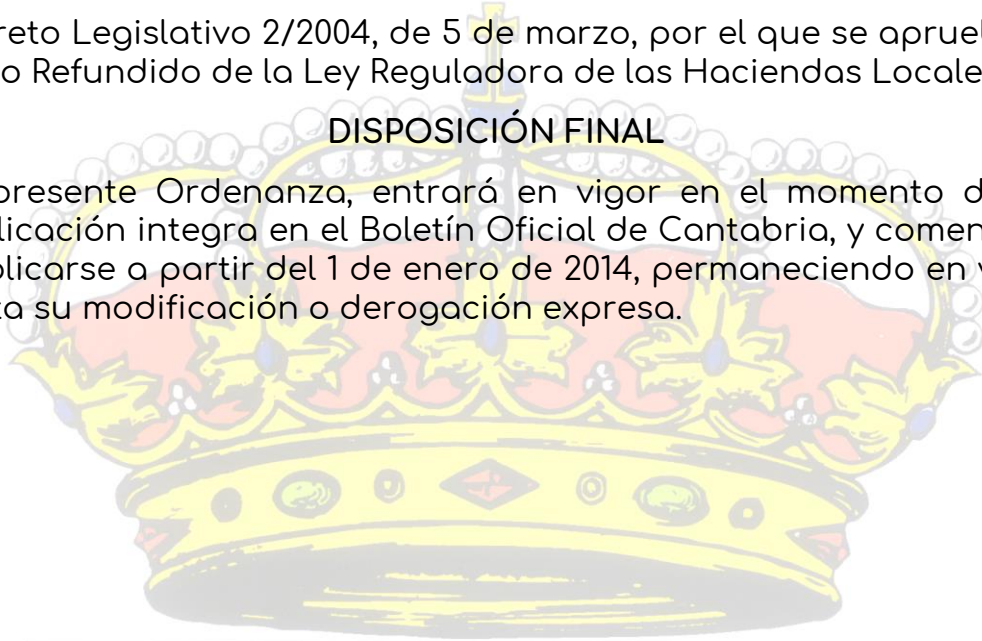 reto Legislativo 2/2004, de 5 de marzo, por el que se aprue
o Refundido de la Ley Reguladora de las Haciendas Locale
DISPOSICIÓN FINAL
presente Ordenanza, entrará en vigor en el momento d
licación integra en el Boletín Oficial de Cantabria, y comen
plicarse a partir del 1 de enero de 2014, permaneciendo en v
ta su modificación o derogación expresa.